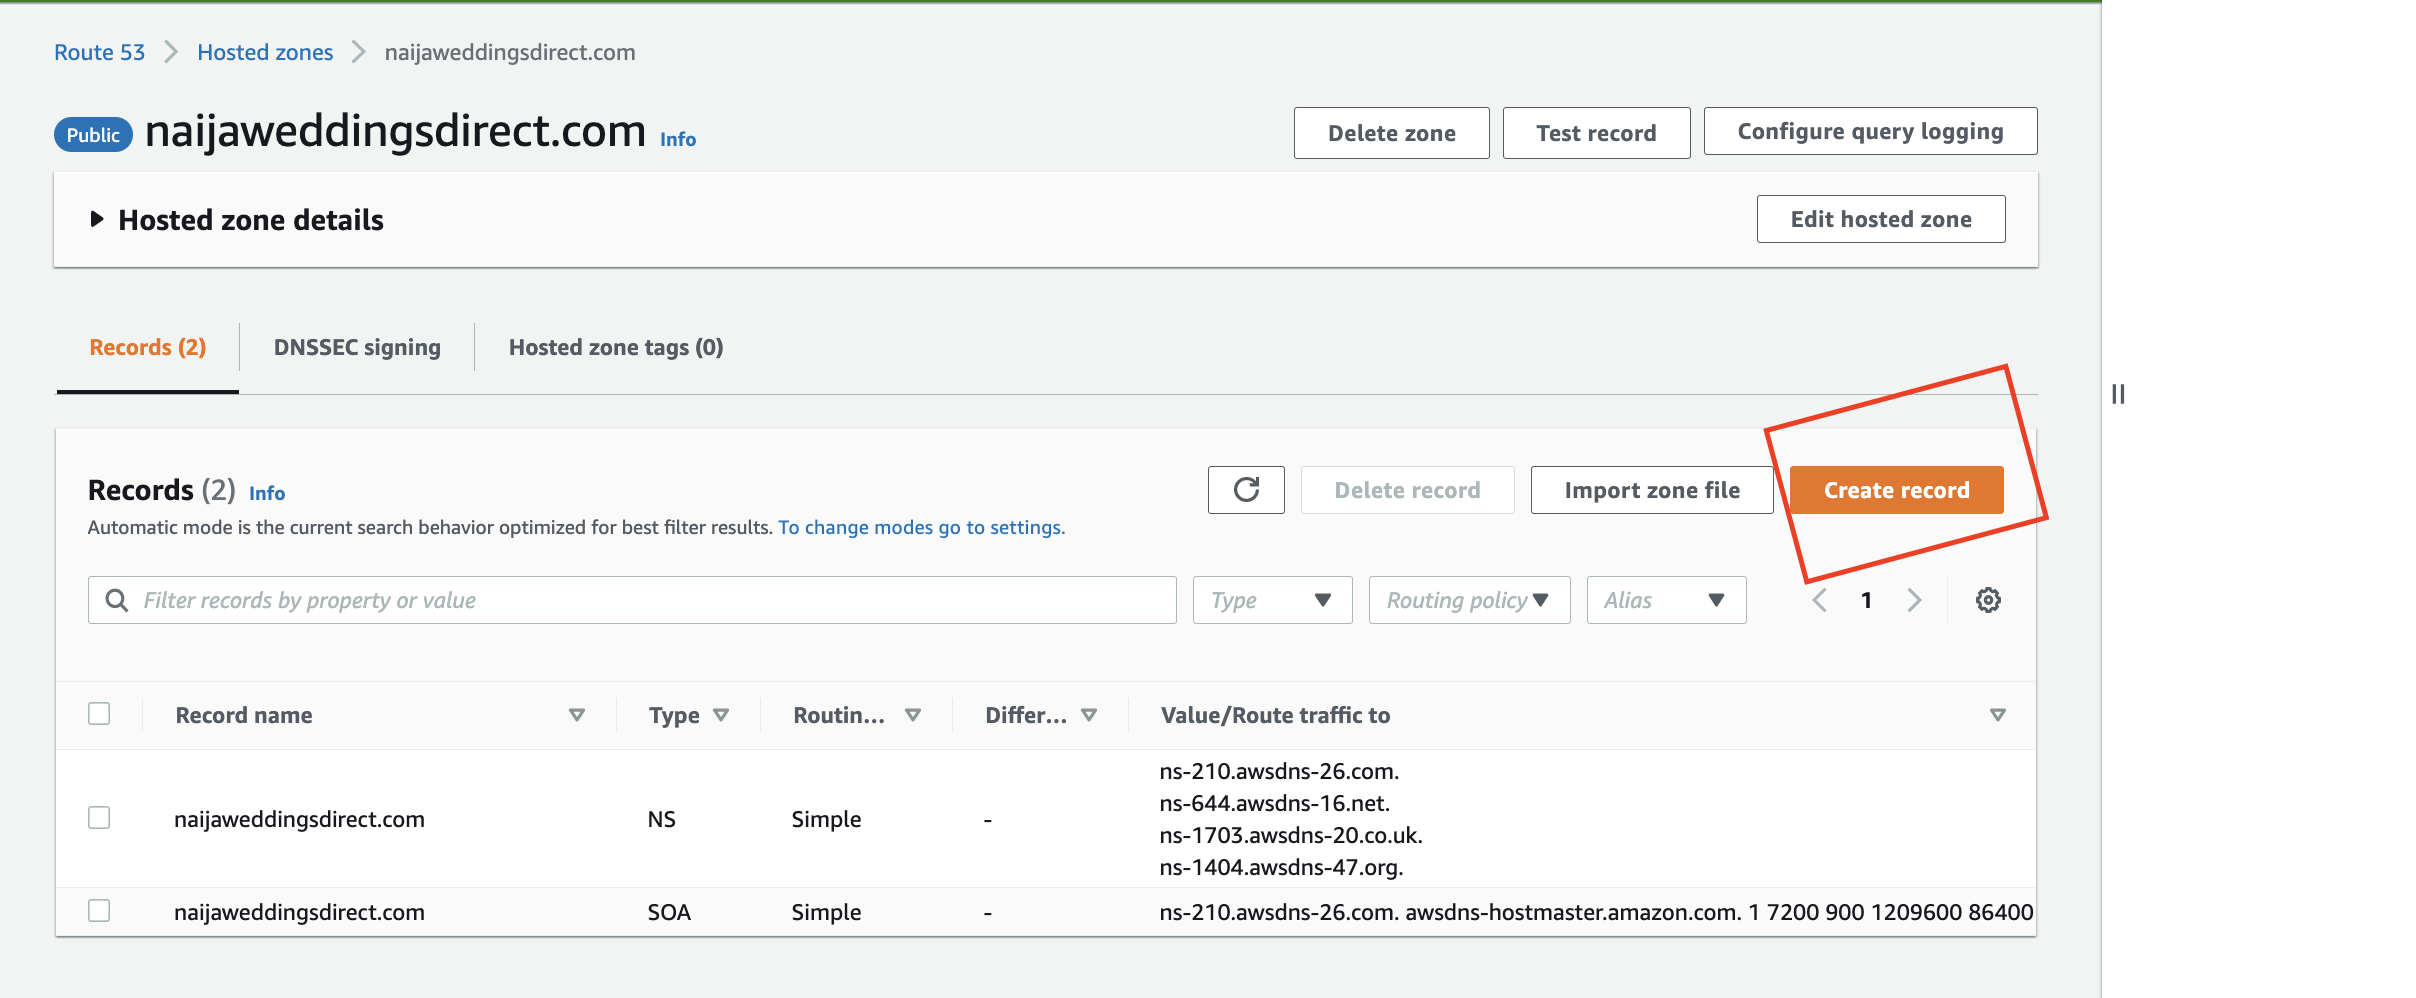 Route 53 Hosted zones naijaweddingsdirect.com
Public naijaweddingsdirect.com Info
Delete zone Test record Configure query logging
Hosted zone details Edit hosted zone
Records (2) DNSSEC signing Hosted zone tags (0)
Records (2) Info
Delete record Import zone file Create record
Automatic mode is the current search behavior optimized for best filter results. To change modes go to settings.
Filter records by property or value Type Routing policy Alias 1
Record name Type Routin... Differ... Value/Route traffic to
naijaweddingsdirect.com NS Simple - ns-210.awsdns-26.com.
ns-644.awsdns-16.net.
ns-1703.awsdns-20.co.uk.
ns-1404.awsdns-47.org.
naijaweddingsdirect.com SOA Simple - ns-210.awsdns-26.com. awsdns-hostmaster.amazon.com. 1 7200 900 1209600 86400